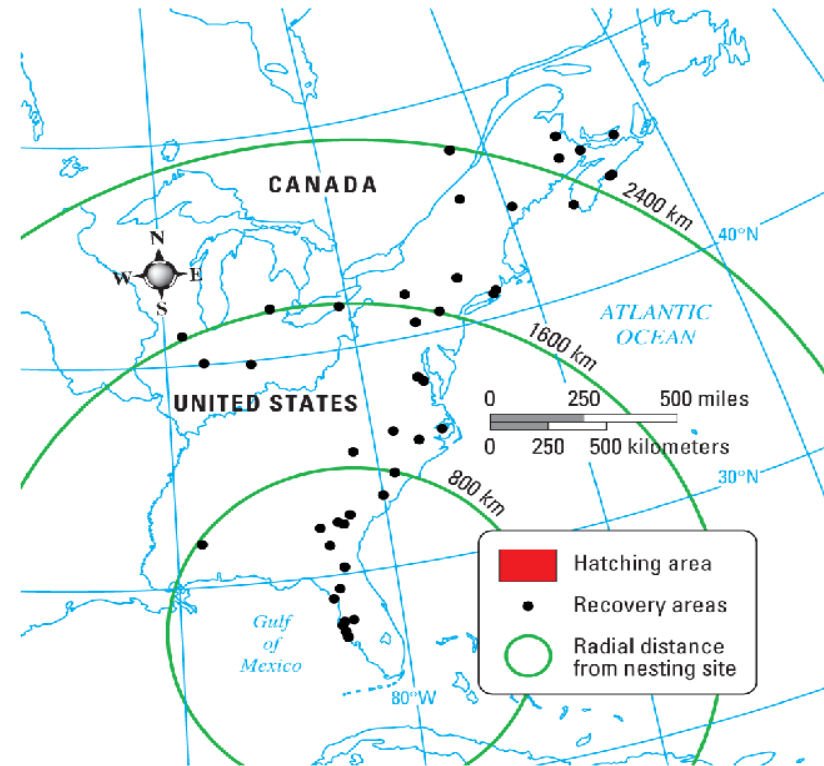 CANADA
N
W E
S
2400 km
40°N
ATLANTIC
OCEAN
1600 km
UNITED STATES
0 250 500 miles
0 250 500 kilometers
800 km
30°N
Hatching area
Recovery areas
Radial distance
from nesting site
Gulf
of
Mexico
80°W